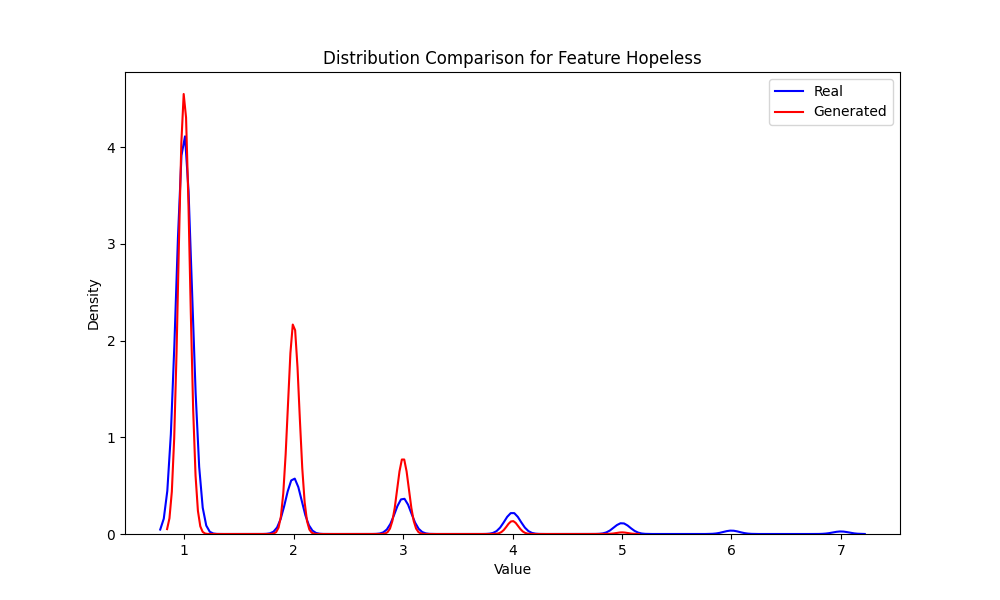 Distribution Comparison for Feature Hopeless
Real
Generated
Density
4
3
2
1
0
1 2 3 4 5 6 7
Value